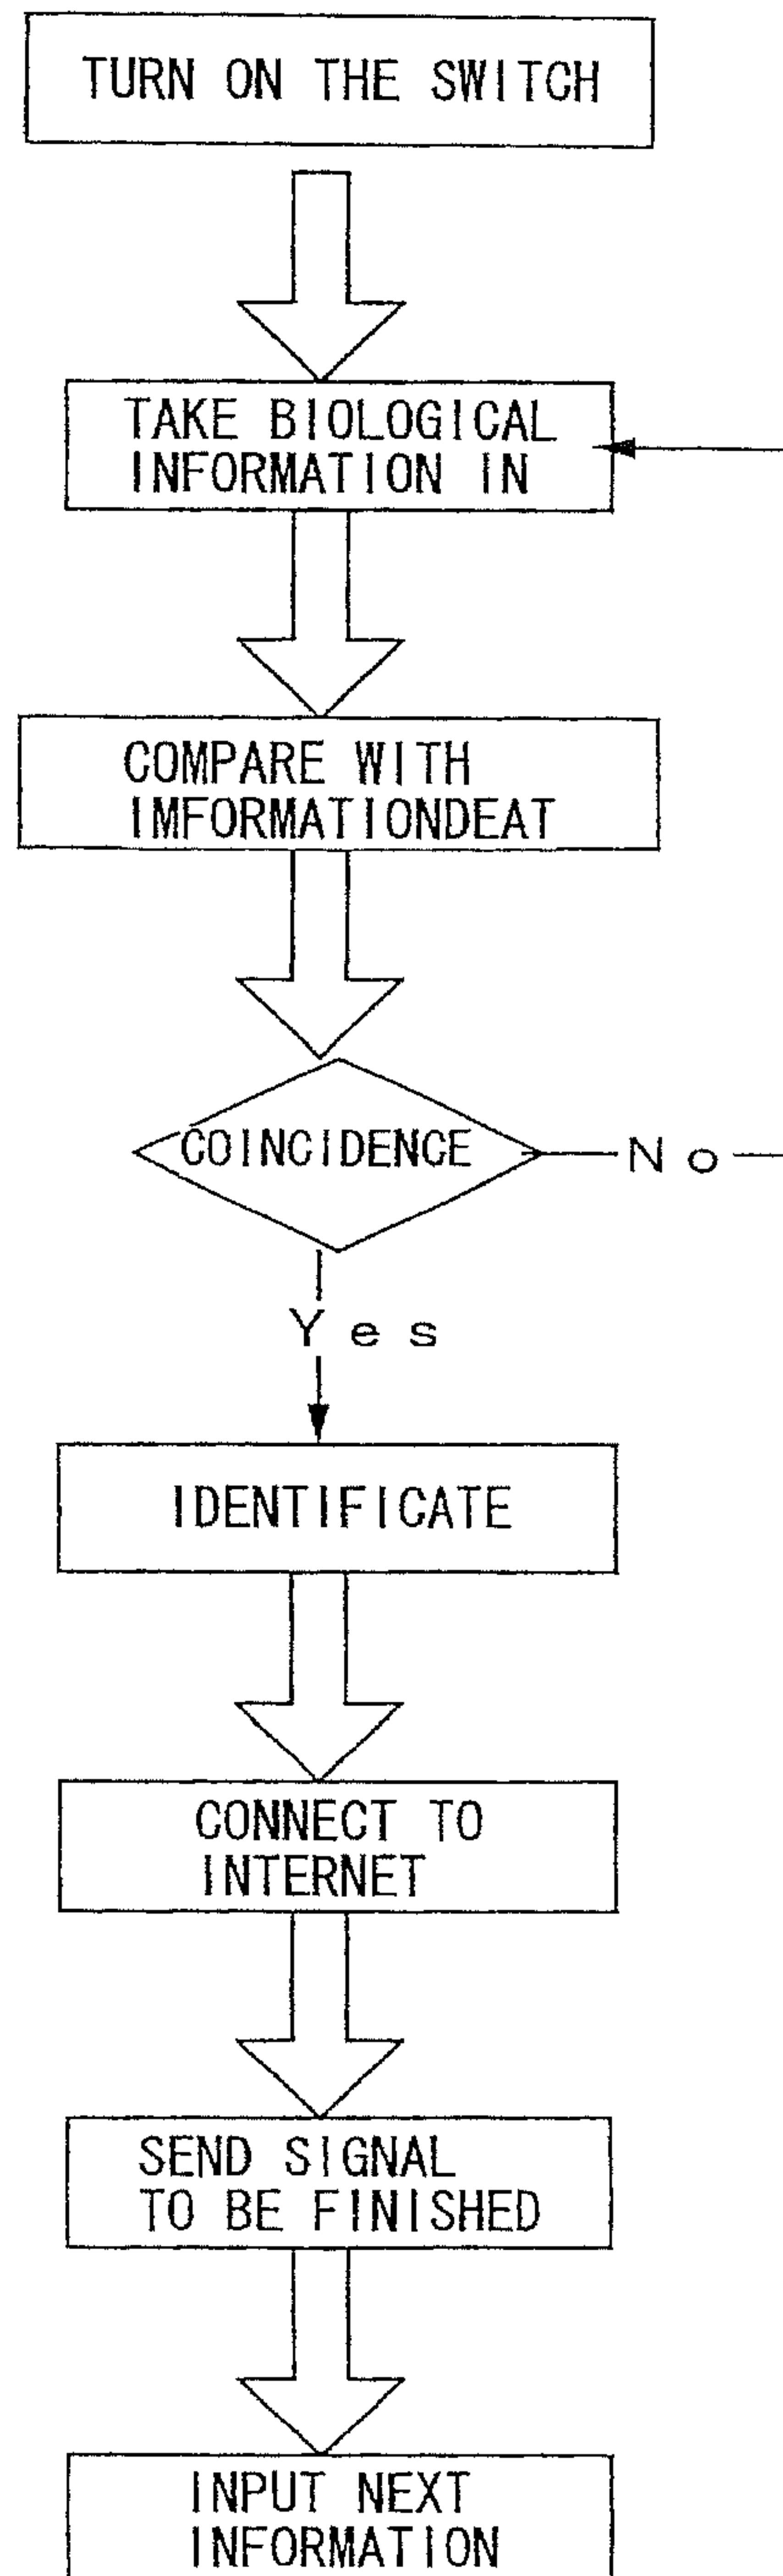 TURN ON THE SWITCH
TAKE BIOLOGICAL
INFORMATION IN
COMPARE WITH
IMFORMATIONDEAT
COINCIDENCE
No
Yes
IDENTIFICATE
CONNECT TO
INTERNET
SEND SIGNAL
TO BE FINISHED
INPUT NEXT
INFORMATION